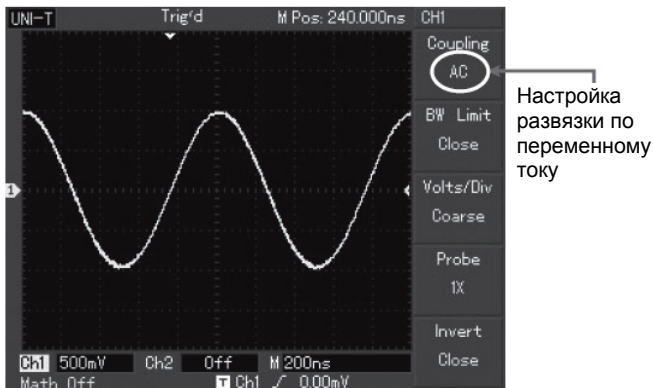 UNI-T Trig'd M Pos: 240.000ns CH1
Coupling
AC
BW Limit
Close
Volts/Div
Coarse
Probe
1X
Invert
Close
1
Ch1 500mV Ch2 Off M 200ns
Math Off T Ch1 / 0.00mV
Настройка
развязки по
переменному
току